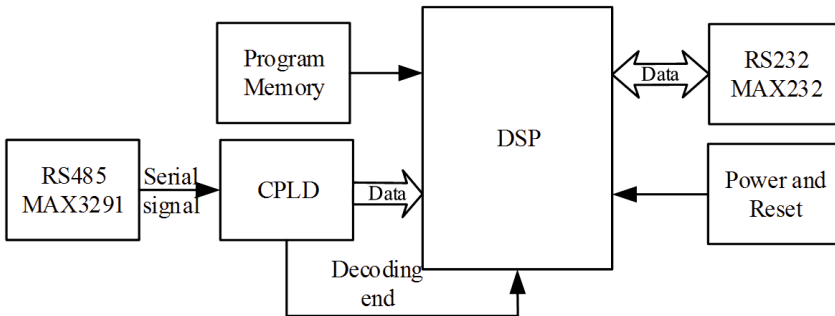 Program
Memory
Data
RS232
MAX232
DSP
RS485
MAX3291
Serial
signal
CPLD
Data
Power and
Reset
Decoding
end